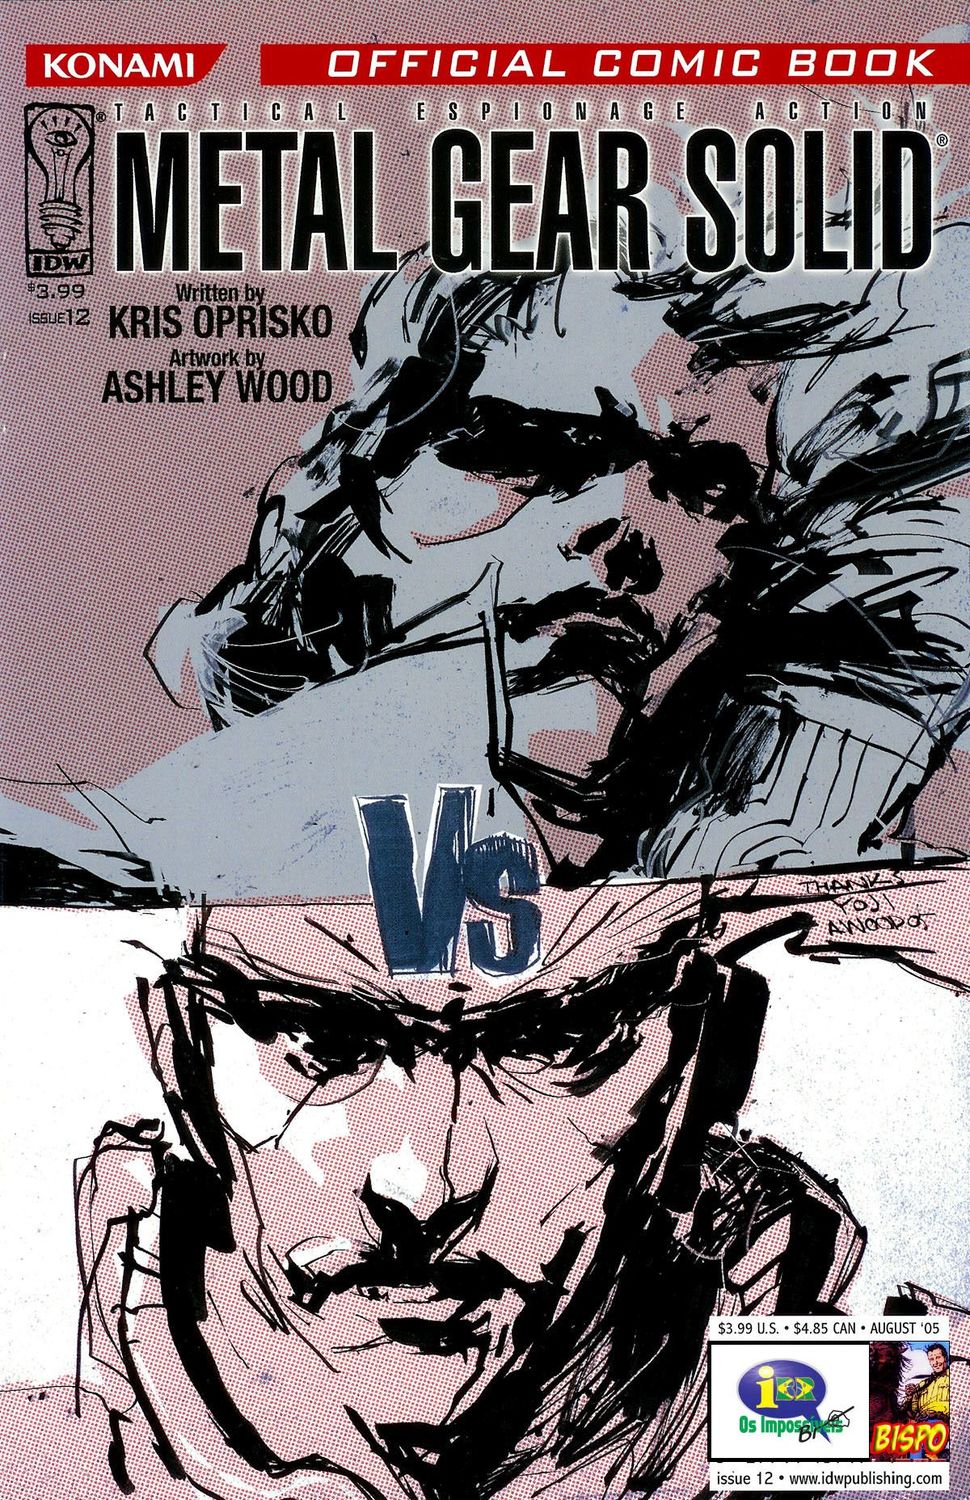 KONAMI
OFFICIAL COMIC BOOK
TACTICAL ESPIONAGE ACTION
METAL GEAR SOLID®
®
IDW
$3.99
ISSUE 12
Written by
KRIS OPRISKO
Artwork by
ASHLEY WOOD
Vs
THANKS
YOJI
AWOOD 05
$3.99 U.S. • $4.85 CAN • AUGUST '05
Os Impossíveis
BISPO
issue 12 • www.idwpublishing.com